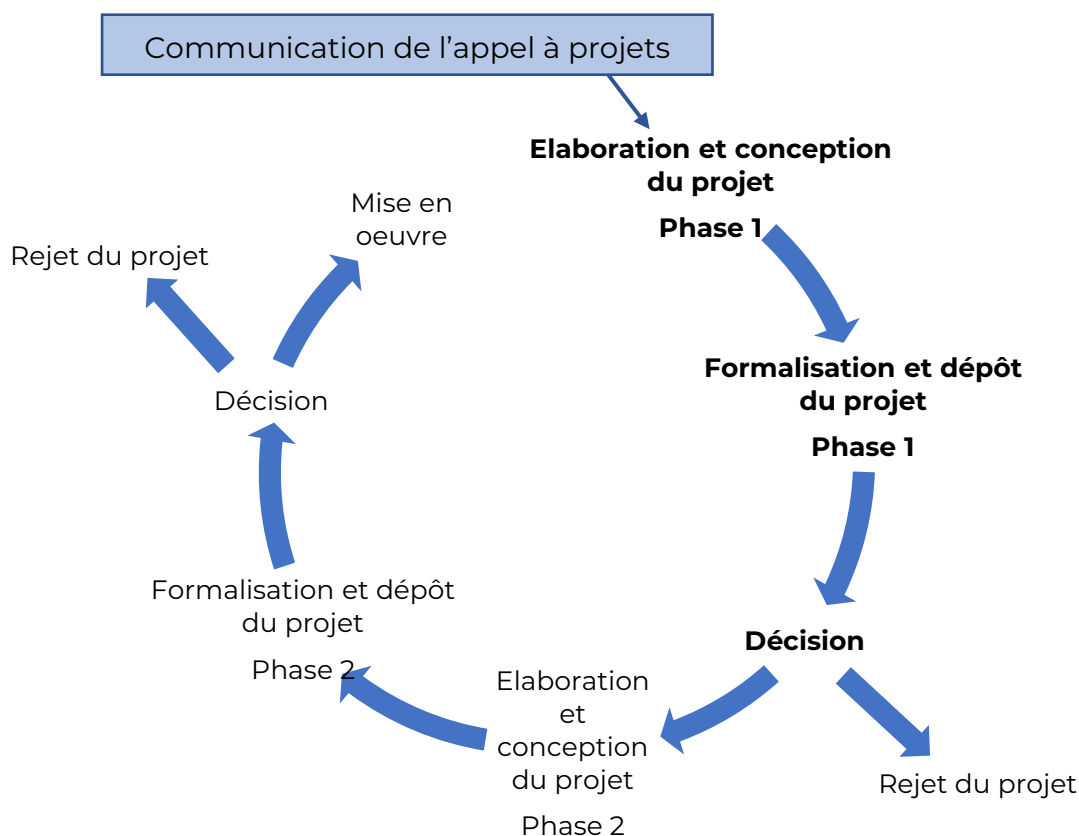 Communication de l’appel à projets
Elaboration et conception
du projet
Phase 1
Formalisation et dépôt
du projet
Phase 1
Décision
Rejet du projet
Elaboration
et
conception
du projet
Phase 2
Formalisation et dépôt
du projet
Phase 2
Décision
Rejet du projet
Mise en
oeuvre